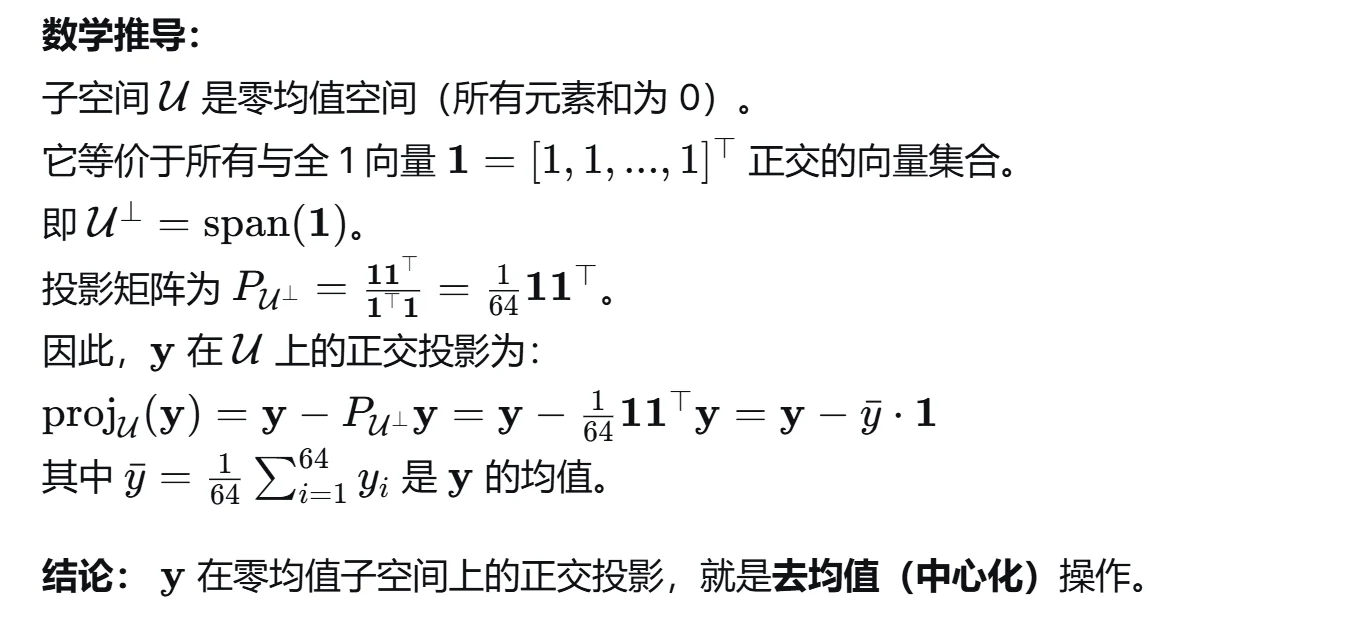 数学推导：
子空间 𝒰 是零均值空间（所有元素和为 0）。
它等价于所有与全 1 向量 𝟏 = [1, 1, ..., 1]^⊤ 正交的向量集合。
即 𝒰^⊥ = span(𝟏)。
投影矩阵为 P_{𝒰^⊥} = \frac{𝟏𝟏^⊤}{𝟏^⊤𝟏} = \frac{1}{64}𝟏𝟏^⊤。
因此，𝐲 在 𝒰 上的正交投影为：
proj_𝒰(𝐲) = 𝐲 − P_{𝒰^⊥}𝐲 = 𝐲 − \frac{1}{64}𝟏𝟏^⊤𝐲 = 𝐲 − ȳ · 𝟏
其中 ȳ = \frac{1}{64} ∑_{i=1}^{64} y_i 是 𝐲 的均值。
结论： 𝐲 在零均值子空间上的正交投影，就是去均值（中心化）操作。